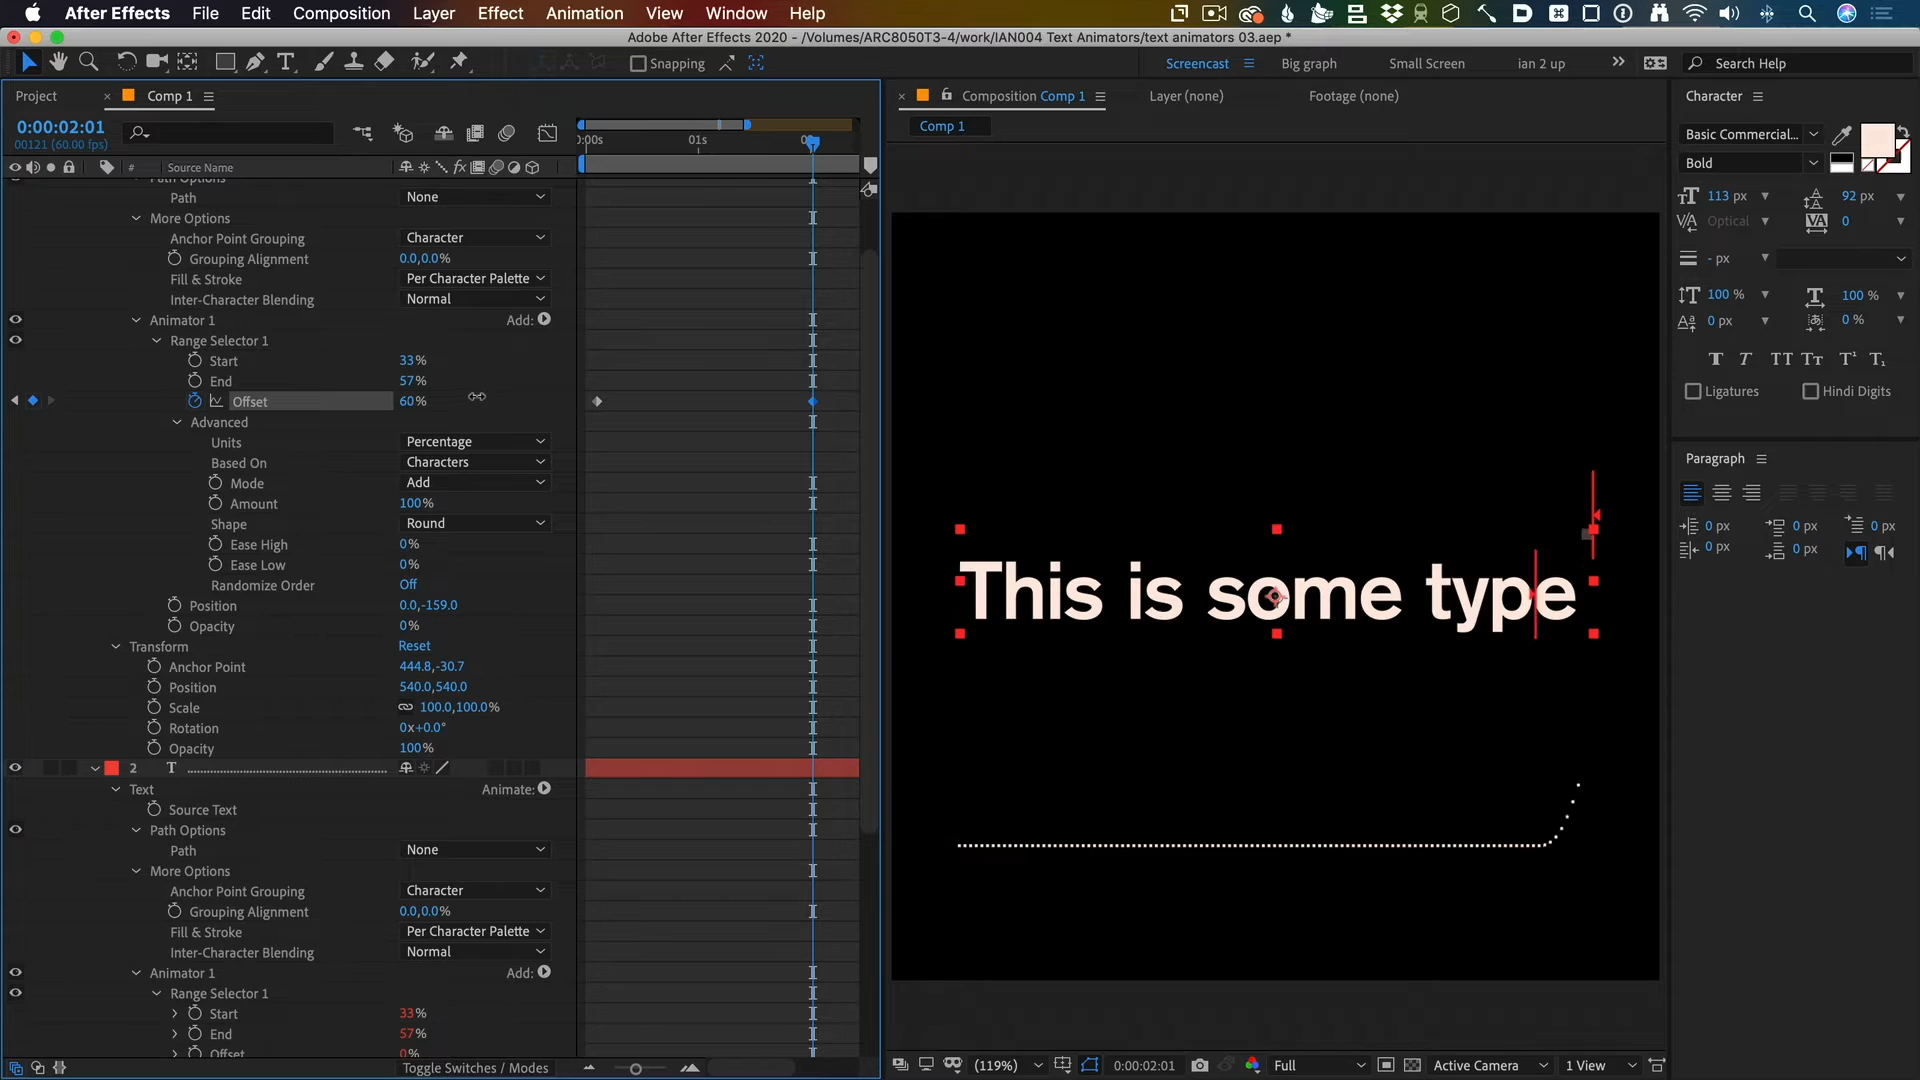 After Effects File Edit Composition Layer Effect Animation View Window Help
Adobe After Effects 2020 - /Volumes/ARC8050T3-4/work/IAN004 Text Animators/text animators 03.aep *
Snapping Screencast Big graph Small Screen ian 2 up Search Help
Project × Comp 1
× Composition Comp 1 Layer (none) Footage (none)
Character
0:00:02:01
00121 (60.00 fps)
Comp 1
Basic Commercial...
Bold
01s
# Source Name
Path Options
Path None
More Options
Anchor Point Grouping Character
Grouping Alignment 0.0,0.0%
Fill & Stroke Per Character Palette
Inter-Character Blending Normal
Animator 1 Add:
Range Selector 1
Start 33%
End 57%
Offset 60%
Advanced
Units Percentage
Based On Characters
Mode Add
Amount 100%
Shape Round
Ease High 0%
Ease Low 0%
Randomize Order Off
Position 0.0,-159.0
Opacity 0%
Transform Reset
Anchor Point 444.8,-30.7
Position 540.0,540.0
Scale 100.0,100.0%
Rotation 0x+0.0°
Opacity 100%
2 T
Text Animate:
Source Text
Path Options
Path None
More Options
Anchor Point Grouping Character
Grouping Alignment 0.0,0.0%
Fill & Stroke Per Character Palette
Inter-Character Blending Normal
Animator 1 Add:
Range Selector 1
Start 33%
End 57%
Offset 0%
Toggle Switches / Modes
This is some type
(119%) 0:00:02:01 Full Active Camera 1 View
113 px 92 px
Optical 0
- px
100 % 100 %
0 px 0 %
T T TT Tt T¹ T₁
Ligatures Hindi Digits
Paragraph
0 px 0 px 0 px
0 px 0 px